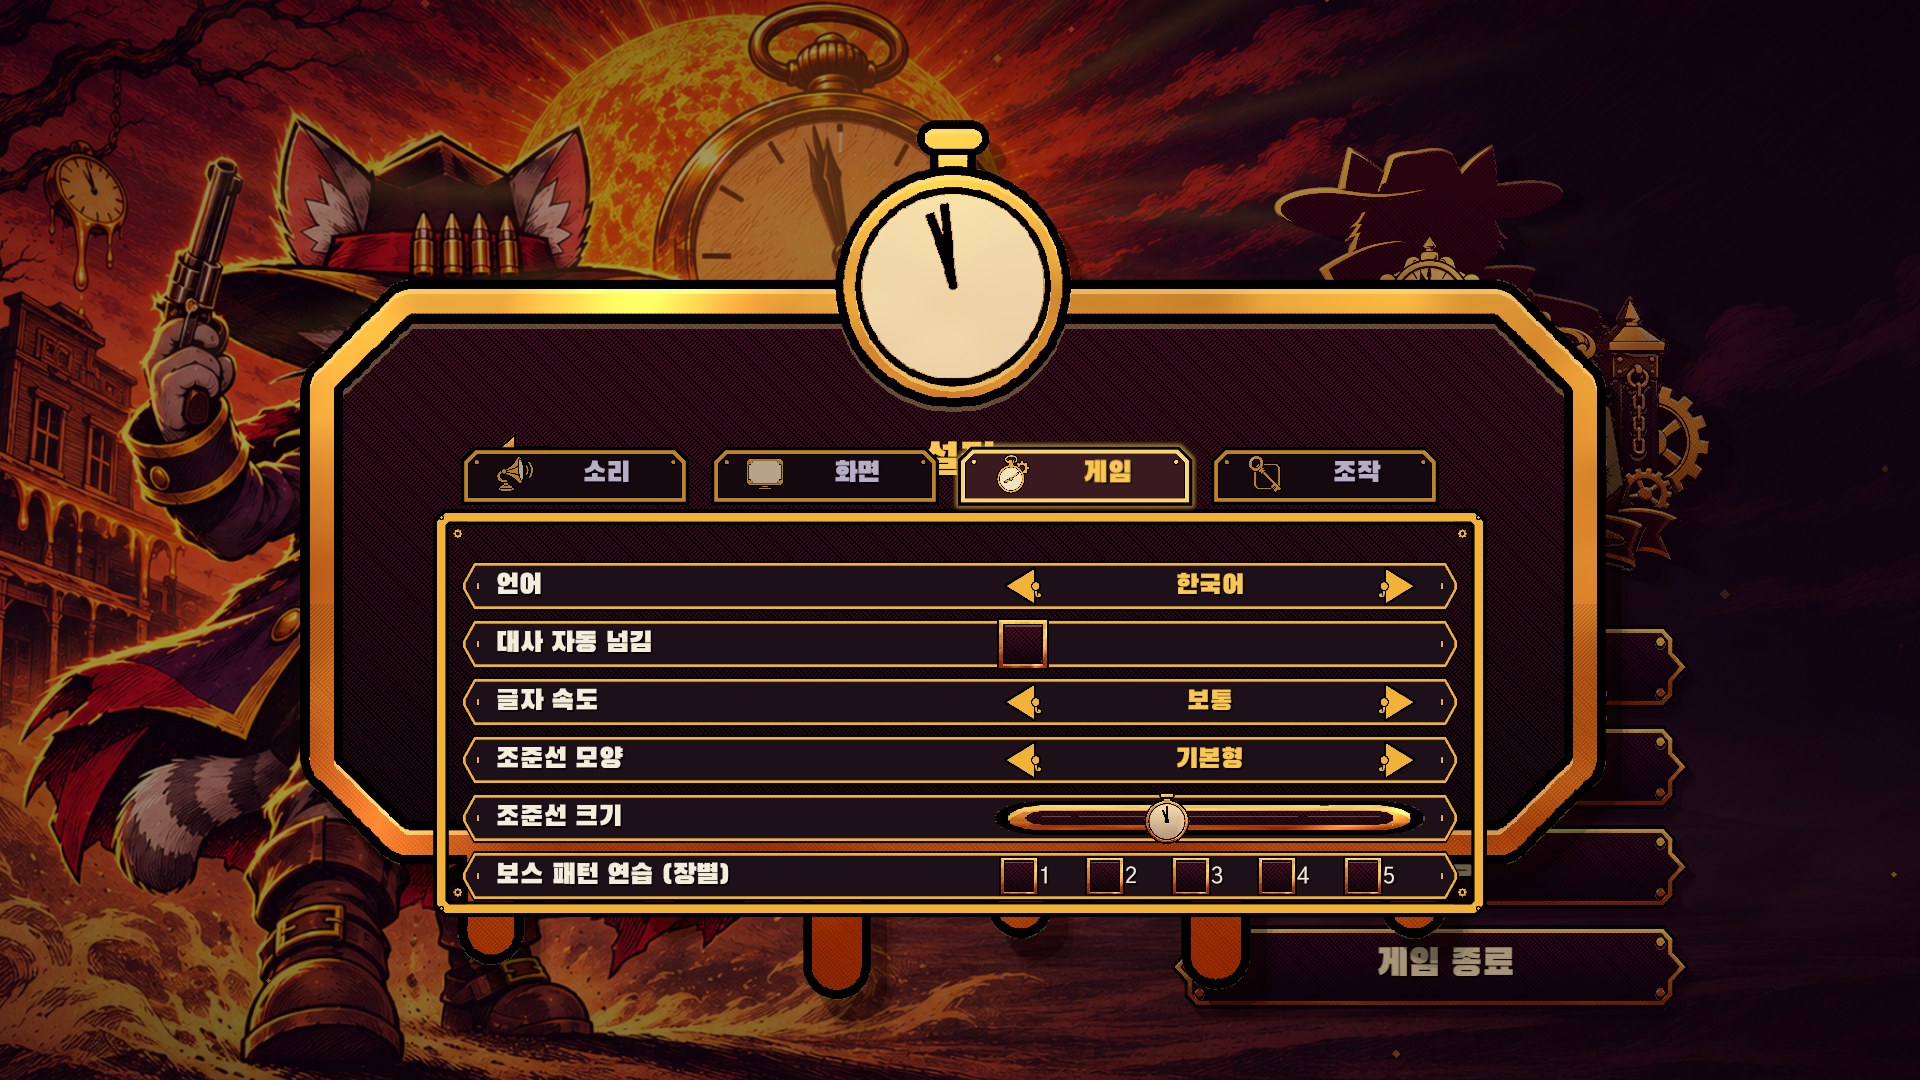 소리
화면
게임
조작
언어
한국어
대사 자동 넘김
글자 속도
보통
조준선 모양
기본형
조준선 크기
보스 패턴 연습 (장별)
1 2 3 4 5
게임 종료